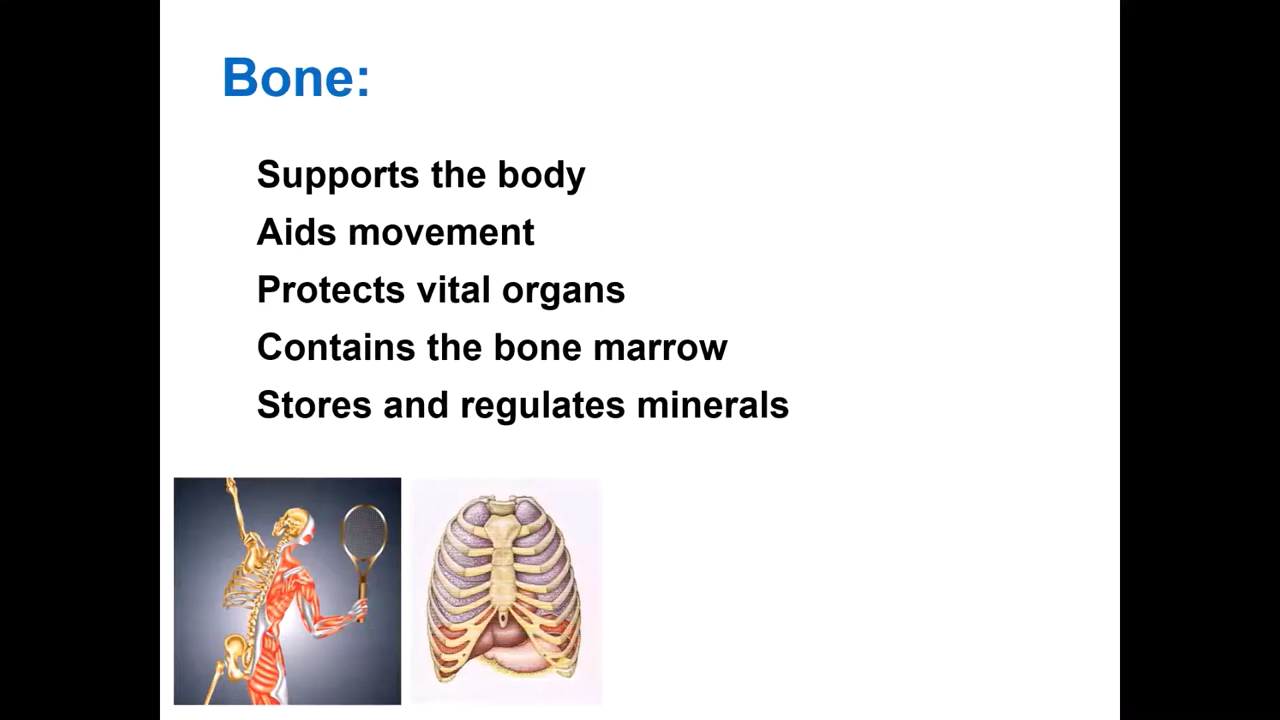 Bone:
Supports the body
Aids movement
Protects vital organs
Contains the bone marrow
Stores and regulates minerals